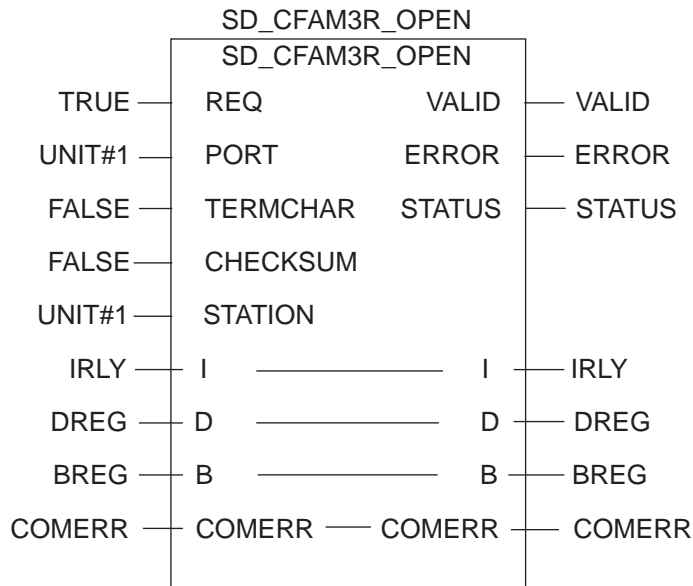 SD_CFAM3R_OPEN
SD_CFAM3R_OPEN
TRUE REQ VALID VALID
UNIT#1 PORT ERROR ERROR
FALSE TERMCHAR STATUS STATUS
FALSE CHECKSUM
UNIT#1 STATION
IRLY I I IRLY
DREG D D DREG
BREG B B BREG
COMERR COMERR COMERR COMERR